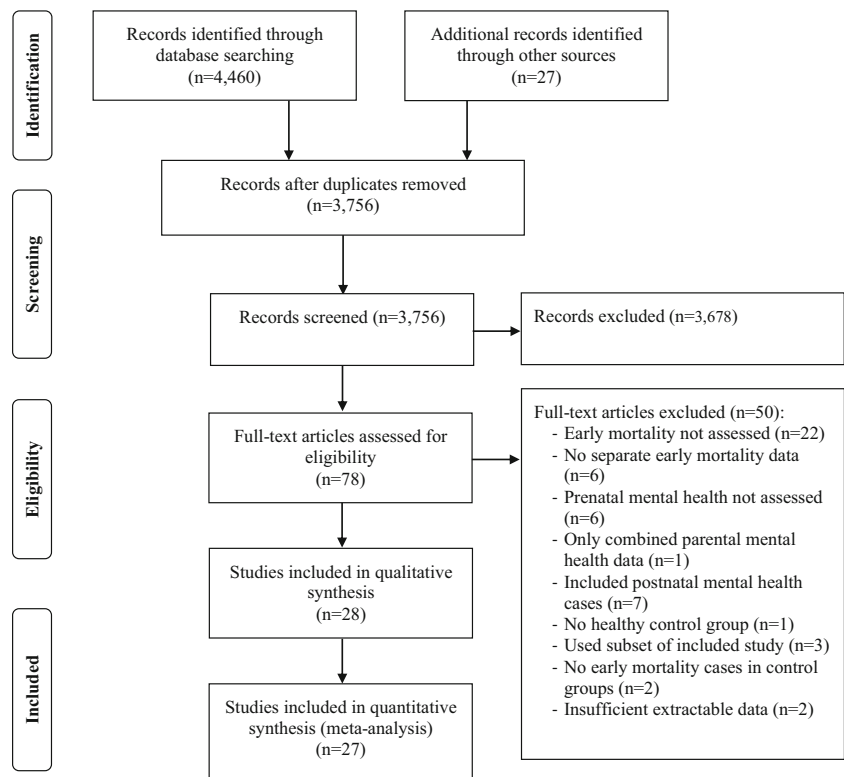 Identification
Records identified through
database searching
(n=4,460)
Additional records identified
through other sources
(n=27)
Records after duplicates removed
(n=3,756)
Screening
Records screened (n=3,756)
Records excluded (n=3,678)
Eligibility
Full-text articles assessed for
eligibility
(n=78)
Full-text articles excluded (n=50):
- Early mortality not assessed (n=22)
- No separate early mortality data
(n=6)
- Prenatal mental health not assessed
(n=6)
- Only combined parental mental
health data (n=1)
- Included postnatal mental health
cases (n=7)
- No healthy control group (n=1)
- Used subset of included study (n=3)
- No early mortality cases in control
groups (n=2)
- Insufficient extractable data (n=2)
Studies included in qualitative
synthesis
(n=28)
Included
Studies included in quantitative
synthesis (meta-analysis)
(n=27)